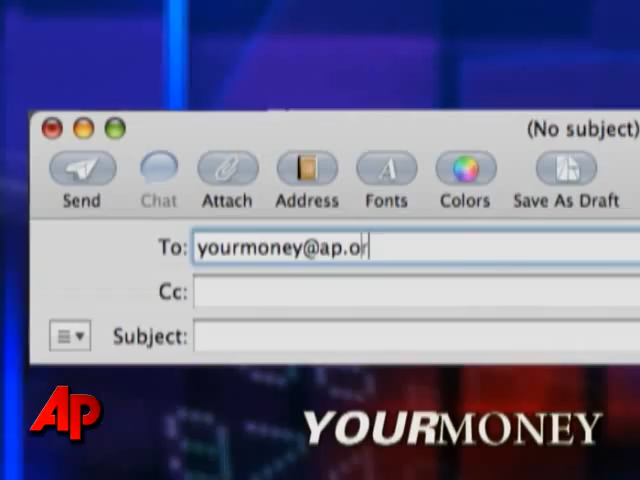 (No subject)
Send Chat Attach Address Fonts Colors Save As Draft
To: yourmoney@ap.or
Cc:
Subject:
AP
YOURMONEY